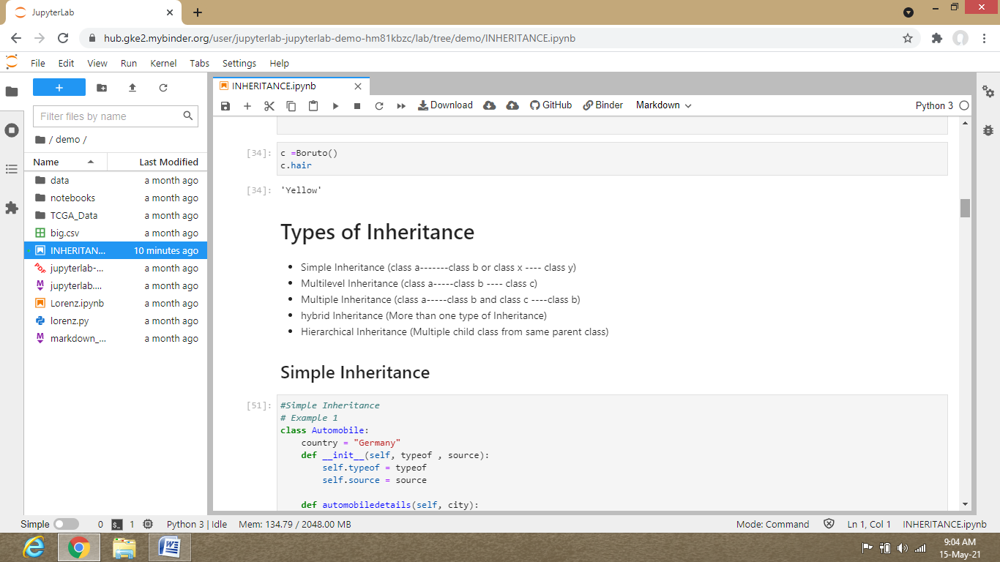 JupyterLab
hub.gke2.mybinder.org/user/jupyterlab-jupyterlab-demo-hm81kbzc/lab/tree/demo/INHERITANCE.ipynb
File Edit View Run Kernel Tabs Settings Help
+
Filter files by name
/ demo /
Name Last Modified
data a month ago
notebooks a month ago
TCGA_Data a month ago
big.csv a month ago
INHERITAN... 10 minutes ago
jupyterlab-... a month ago
jupyterlab.... a month ago
Lorenz.ipynb a month ago
lorenz.py a month ago
markdown_... a month ago
INHERITANCE.ipynb
Download GitHub Binder Markdown Python 3
[34]: c =Boruto()
c.hair
[34]: 'Yellow'
Types of Inheritance
• Simple Inheritance (class a-------class b or class x ---- class y)
• Multilevel Inheritance (class a-----class b ---- class c)
• Multiple Inheritance (class a-----class b and class c ----class b)
• hybrid Inheritance (More than one type of Inheritance)
• Hierarchical Inheritance (Multiple child class from same parent class)
Simple Inheritance
[51]: #Simple Inheritance
# Example 1
class Automobile:
country = "Germany"
def __init__(self, typeof , source):
self.typeof = typeof
self.source = source
def automobiledetails(self, city):
Simple 0 1 Python 3 | Idle Mem: 134.79 / 2048.00 MB Mode: Command Ln 1, Col 1 INHERITANCE.ipynb
9:04 AM
15-May-21